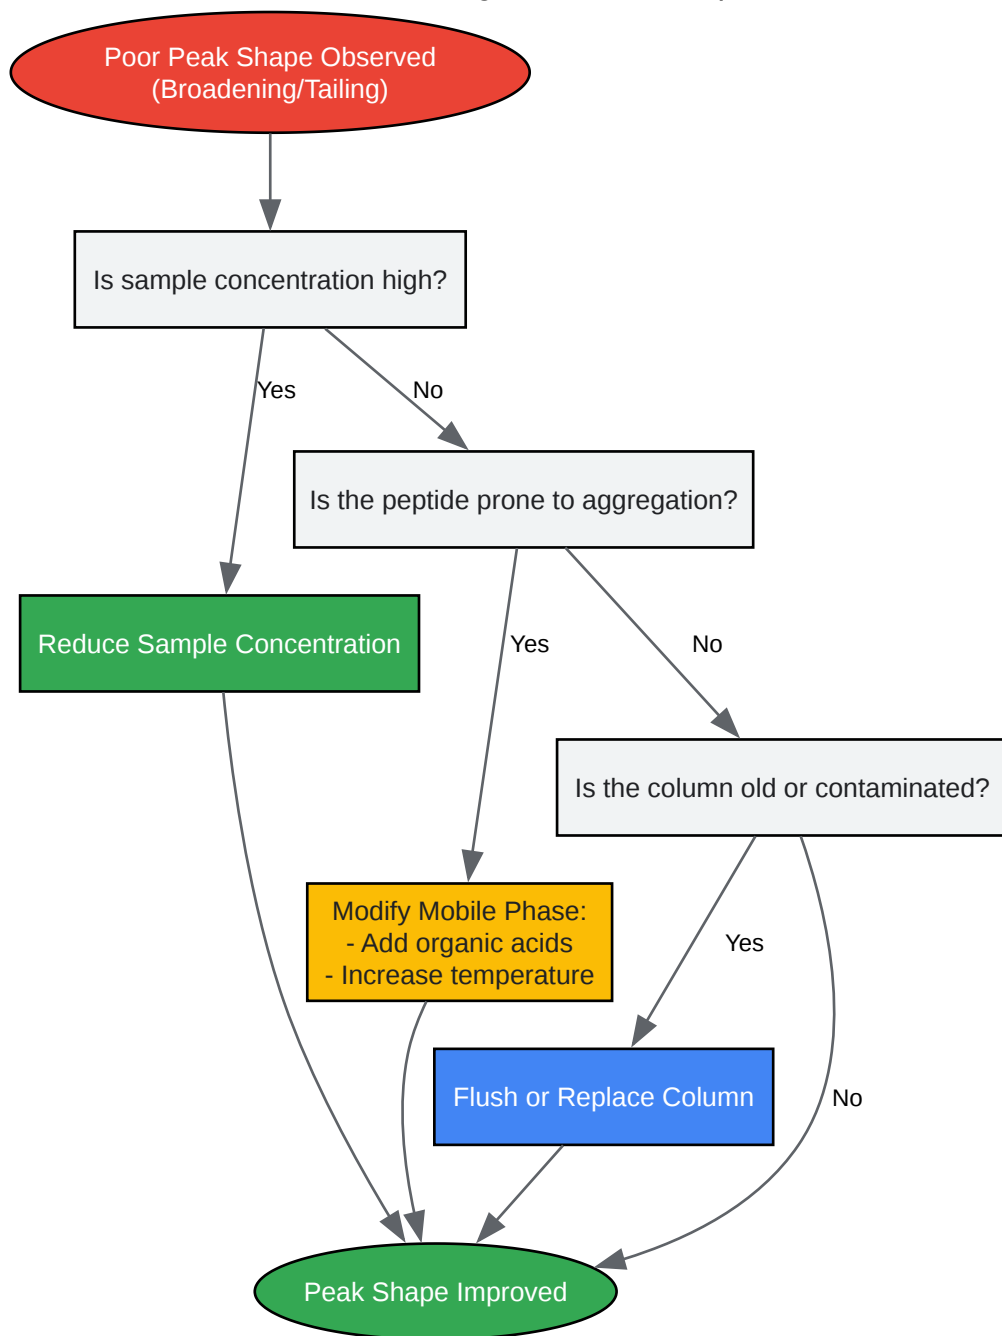 Poor Peak Shape Observed
(Broadening/Tailing)
Is sample concentration high?
Yes
No
Is the peptide prone to aggregation?
Reduce Sample Concentration
Yes
No
Is the column old or contaminated?
Modify Mobile Phase:
- Add organic acids
- Increase temperature
Yes
Flush or Replace Column
No
Peak Shape Improved